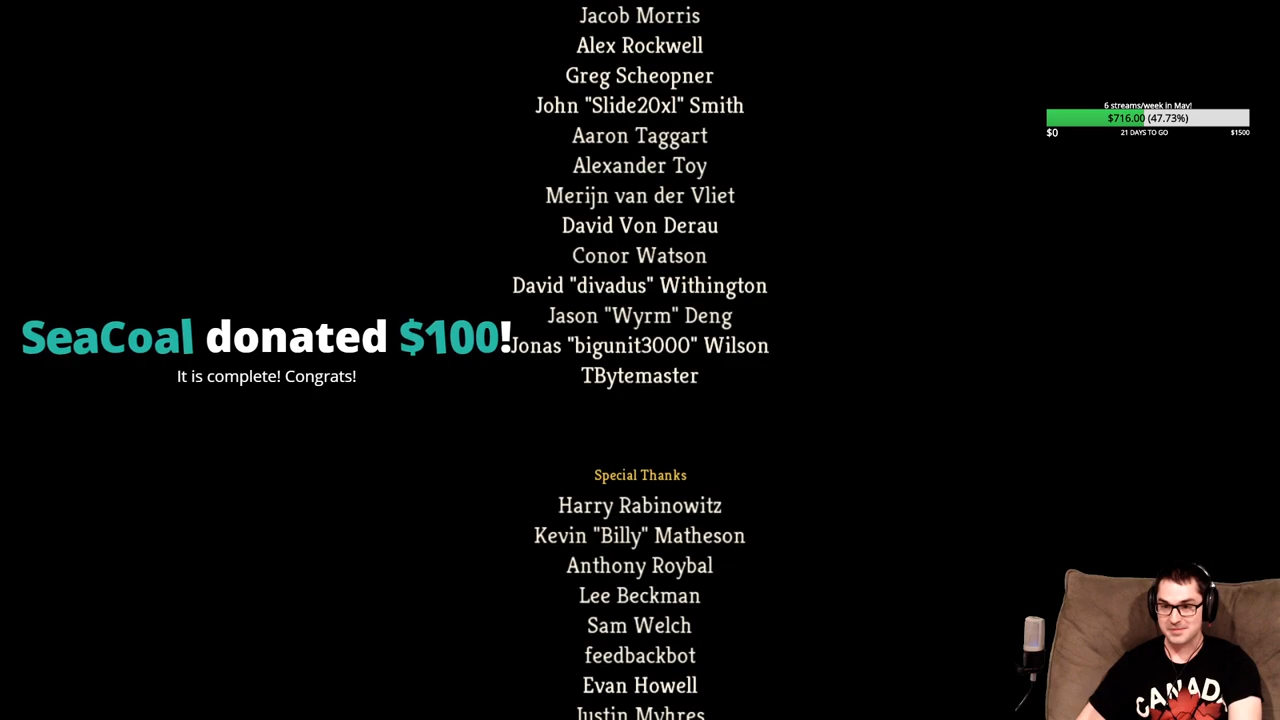 Jacob Morris
Alex Rockwell
Greg Scheopner
John "Slide20xl" Smith
Aaron Taggart
Alexander Toy
Merijn van der Vliet
David Von Derau
Conor Watson
David "divadus" Withington
Jason "Wyrm" Deng
Jonas "bigunit3000" Wilson
TBytemaster
Special Thanks
Harry Rabinowitz
Kevin "Billy" Matheson
Anthony Roybal
Lee Beckman
Sam Welch
feedbackbot
Evan Howell
Justin Myhres
SeaCoal donated $100!
It is complete! Congrats!
6 streams/week in May!
$716.00 (47.73%)
$0 21 DAYS TO GO $1500
CANADA